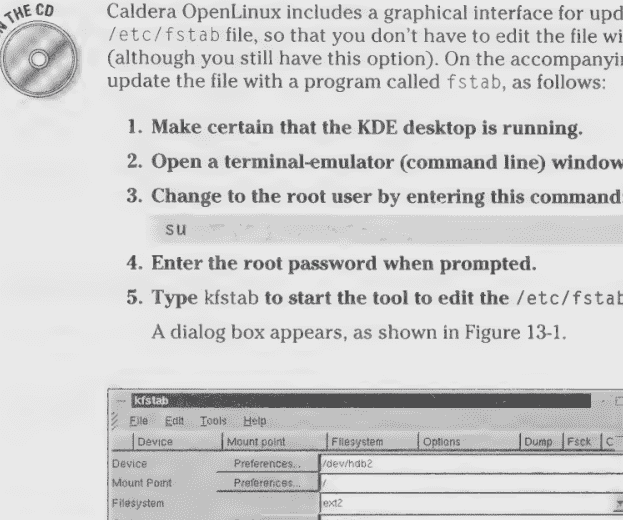 THE CD
Caldera OpenLinux includes a graphical interface for upd
/etc/fstab file, so that you don't have to edit the file wi
(although you still have this option). On the accompanyi
update the file with a program called fstab, as follows:
1. Make certain that the KDE desktop is running.
2. Open a terminal-emulator (command line) window
3. Change to the root user by entering this command:
su
4. Enter the root password when prompted.
5. Type kfstab to start the tool to edit the /etc/fstab
A dialog box appears, as shown in Figure 13-1.
kfstab
File Edit Tools Help
Device Mount point Filesystem Options Dump Fsck C
Device Preferences... /dev/hdb2
Mount Point Preferences... /
Filesystem ext2